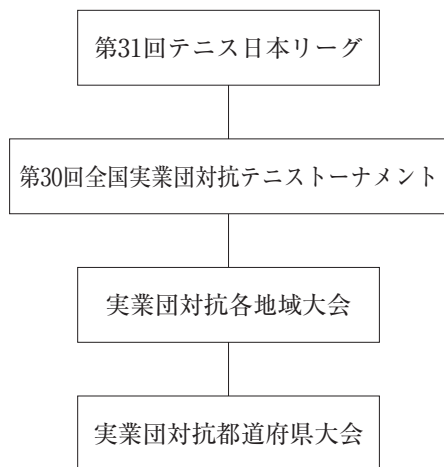 第31回テニス日本リーグ
第30回全国実業団対抗テニストーナメント
実業団対抗各地域大会
実業団対抗都道府県大会